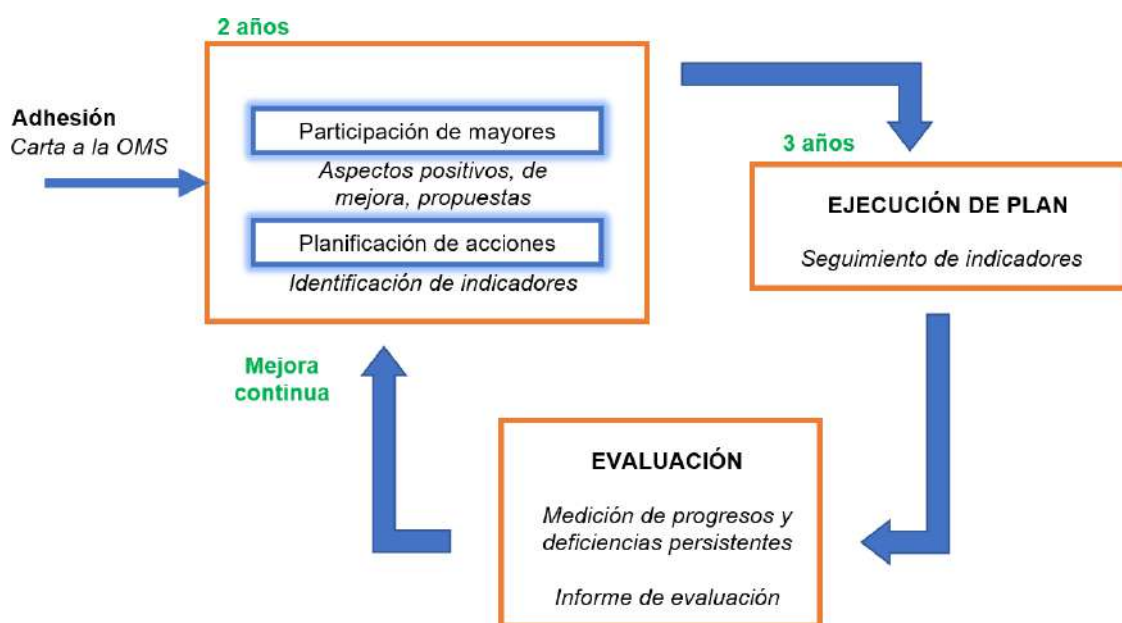 2 años
Adhesión
Carta a la OMS
Participación de mayores
Aspectos positivos, de
mejora, propuestas
Planificación de acciones
Identificación de indicadores
3 años
EJECUCIÓN DE PLAN
Seguimiento de indicadores
Mejora
continua
EVALUACIÓN
Medición de progresos y
deficiencias persistentes
Informe de evaluación